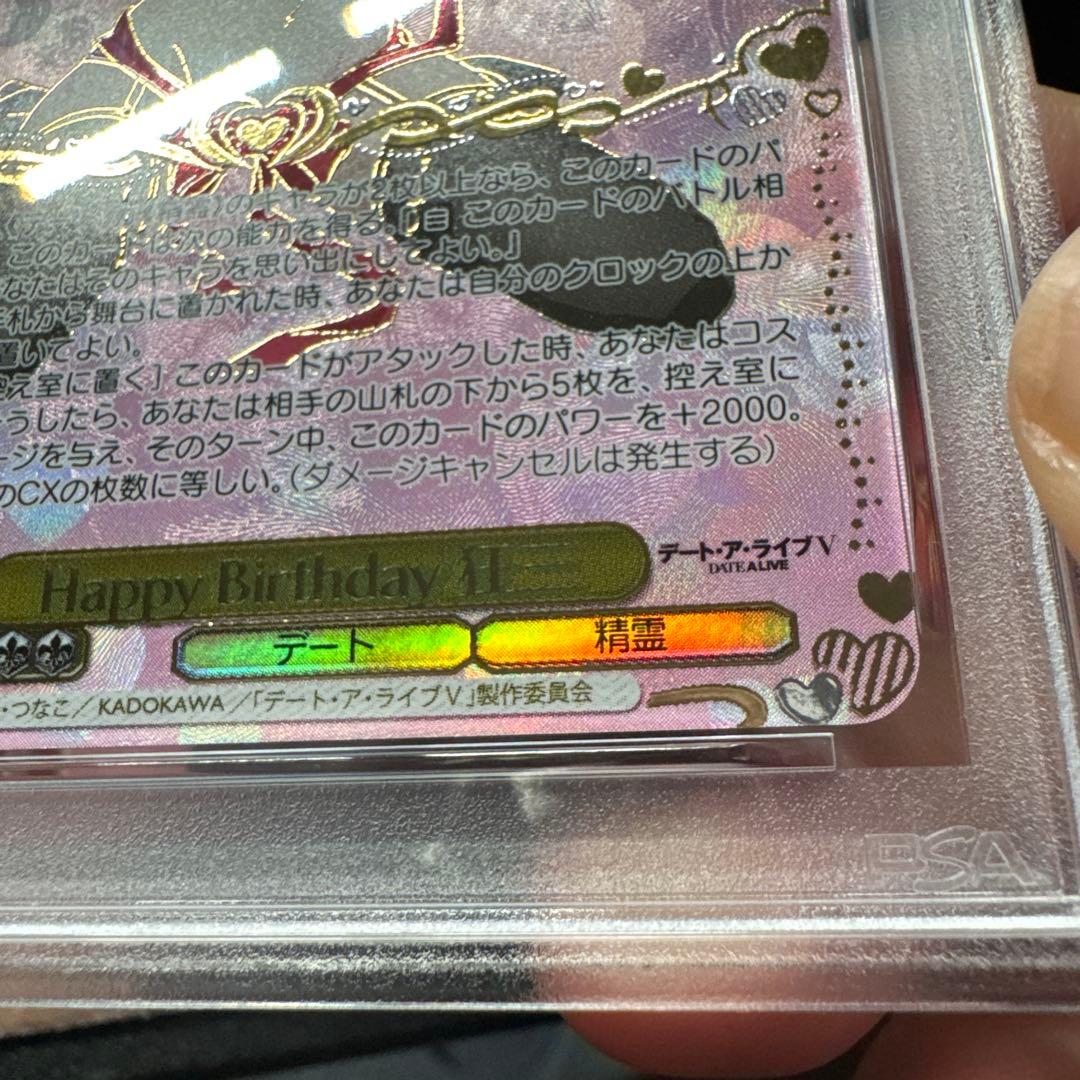 のキャラが2枚以上なら、このカードのパ
このカードは次の能力を得る。『【自】 このカードのバトル相
なたはそのキャラを思い出にしてよい。』
手札から舞台に置かれた時、あなたは自分のクロックの上か
置いてよい。
控え室に置く］ このカードがアタックした時、あなたはコス
うしたら、あなたは相手の山札の下から5枚を、控え室に
ージを与え、そのターン中、このカードのパワーを＋2000。
のCXの枚数に等しい。（ダメージキャンセルは発生する）
Happy Birthday 狂三
デート・ア・ライブ V
DATE A LIVE
デート
精霊
・つなこ／KADOKAWA／「デート・ア・ライブⅤ」製作委員会
PSA